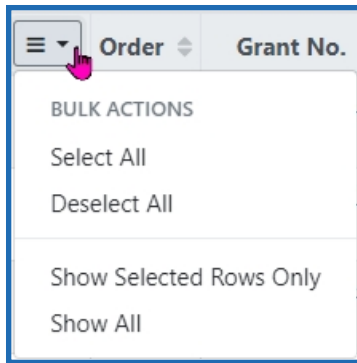 Order Grant No.
BULK ACTIONS
Select All
Deselect All
Show Selected Rows Only
Show All